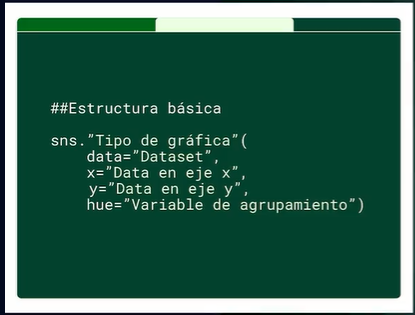 ##Estructura básica
sns.”Tipo de gráfica”(
data=”Dataset”,
x=”Data en eje x”,
y=”Data en eje y”,
hue=”Variable de agrupamiento”)